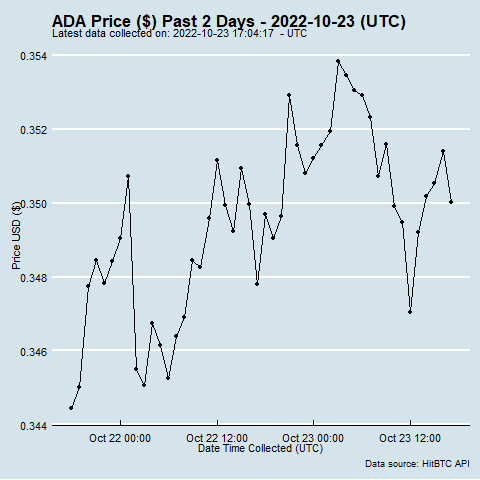 ADA Price ($) Past 2 Days - 2022-10-23 (UTC)
Latest data collected on: 2022-10-23 17:04:17 - UTC
0.354
0.352
0.350
0.348
0.346
0.344
Price USD ($)
Oct 22 00:00 Oct 22 12:00 Oct 23 00:00 Oct 23 12:00
Date Time Collected (UTC)
Data source: HitBTC API